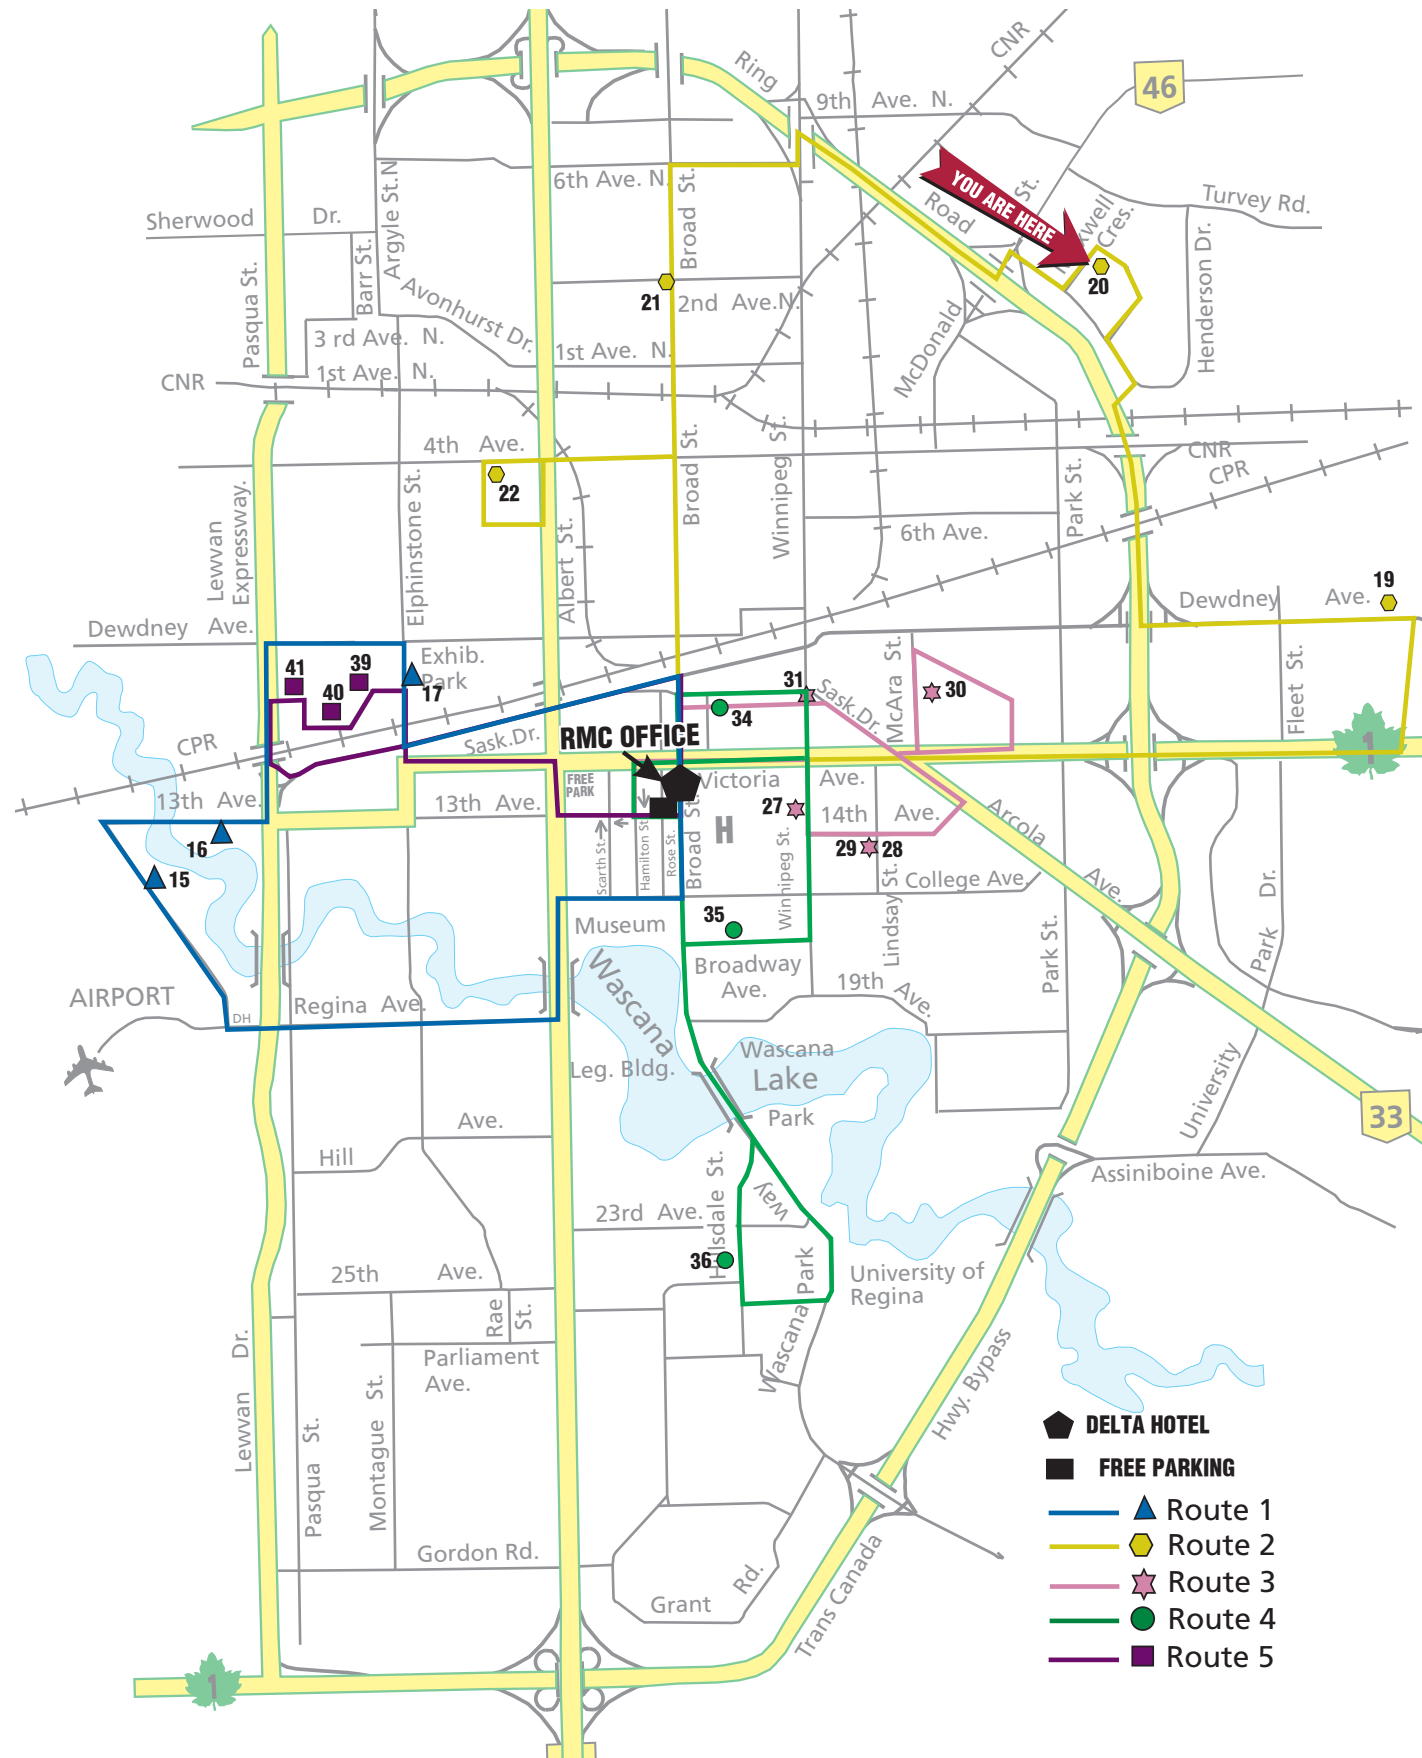 CNR
Ring
46
9th Ave. N.
6th Ave. N.
Argyle St.N
Broad St.
YOU ARE HERE
St.
Road
Cres.
Turvey Rd.
Sherwood Dr.
Barr St.
Pasqua St.
Henderson Dr.
20
Avonhurst Dr.
21
2nd Ave.N.
3 rd Ave. N.
1st Ave. N.
1st Ave. N.
McDonald
CNR
4th Ave.
Broad St.
Winnipeg St.
CNR
CPR
22
Park St.
Elphinstone St.
Lewvan
Expressway.
Albert St.
6th Ave.
19
Dewdney Ave.
Dewdney Ave.
Exhib.
Park
41
39
40
17
31
Sask.Dr.
McAra St.
30
Fleet St.
34
CPR
Sask.Dr.
RMC OFFICE
1
FREE
PARK
Victoria Ave.
13th Ave.
13th Ave.
27
14th Ave.
Arcola Ave.
16
15
Scarth St.
Hamilton St.
Rose St.
Broad St.
H
Winnipeg St.
29
28
Lindsay St.
College Ave.
Park Dr.
Park St.
35
Museum
Wascana
Broadway
Ave.
19th Ave.
AIRPORT
DH
Regina Ave.
Leg. Bldg.
Wascana
Lake
Park
University
33
Ave.
Hill
Assiniboine Ave.
Hillsdale St.
23rd Ave.
Way
36
25th Ave.
Wascana Park
University of
Regina
Rae St.
Lewvan Dr.
Parliament
Ave.
Hwy. Bypass
Pasqua St.
Montague St.
DELTA HOTEL
FREE PARKING
Route 1
Route 2
Route 3
Route 4
Route 5
Gordon Rd.
Grant Rd.
Trans Canada
1